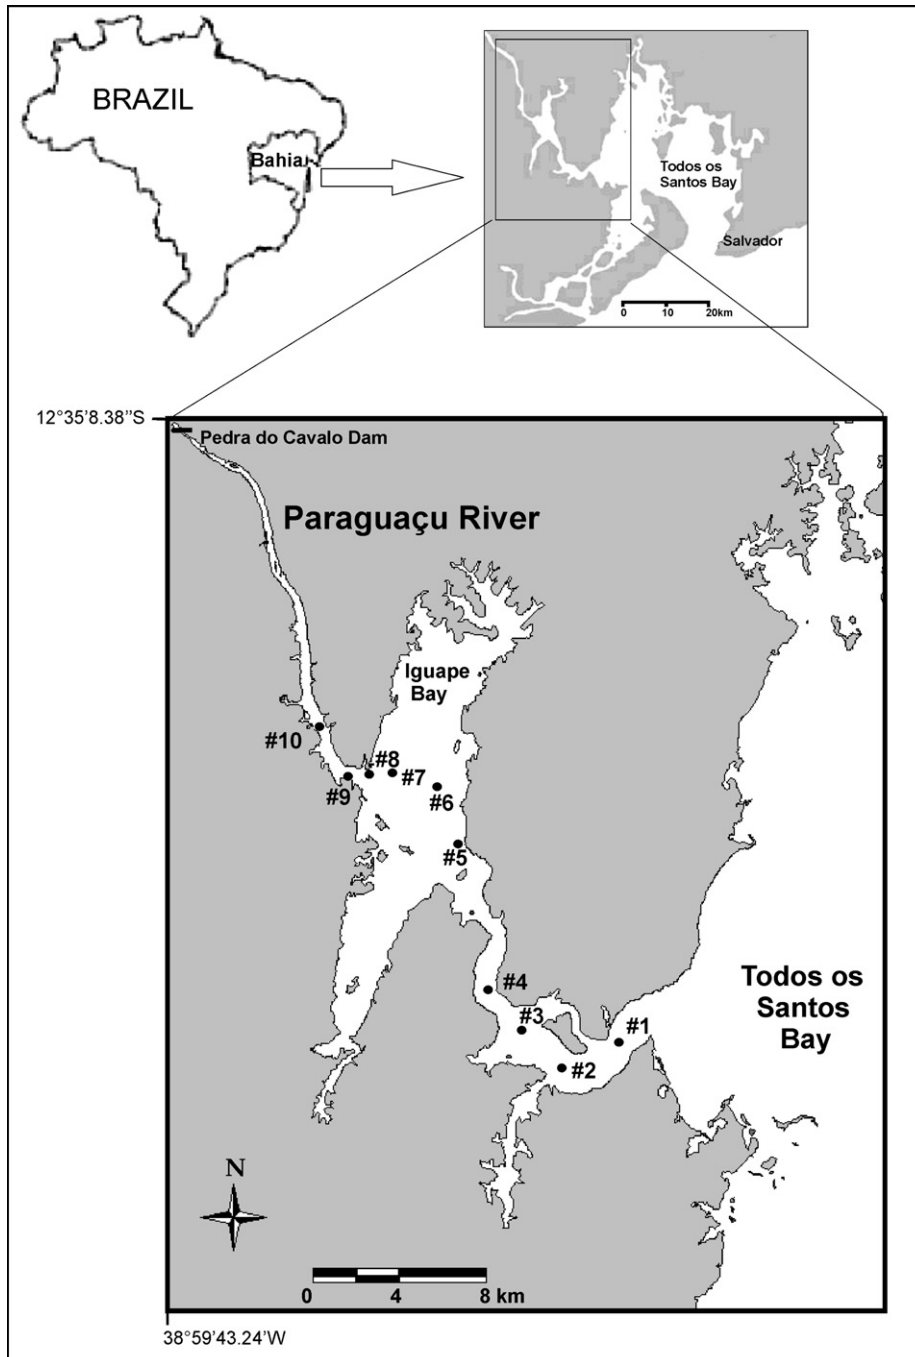 BRAZIL
Bahia
Todos os
Santos Bay
Salvador
0 10 20km
12°35'8.38''S
Pedra do Cavalo Dam
Paraguaçu River
Iguape
Bay
#10
#8
#7
#9
#6
#5
#4
#3
#1
#2
Todos os
Santos
Bay
N
0 4 8 km
38°59'43.24'W